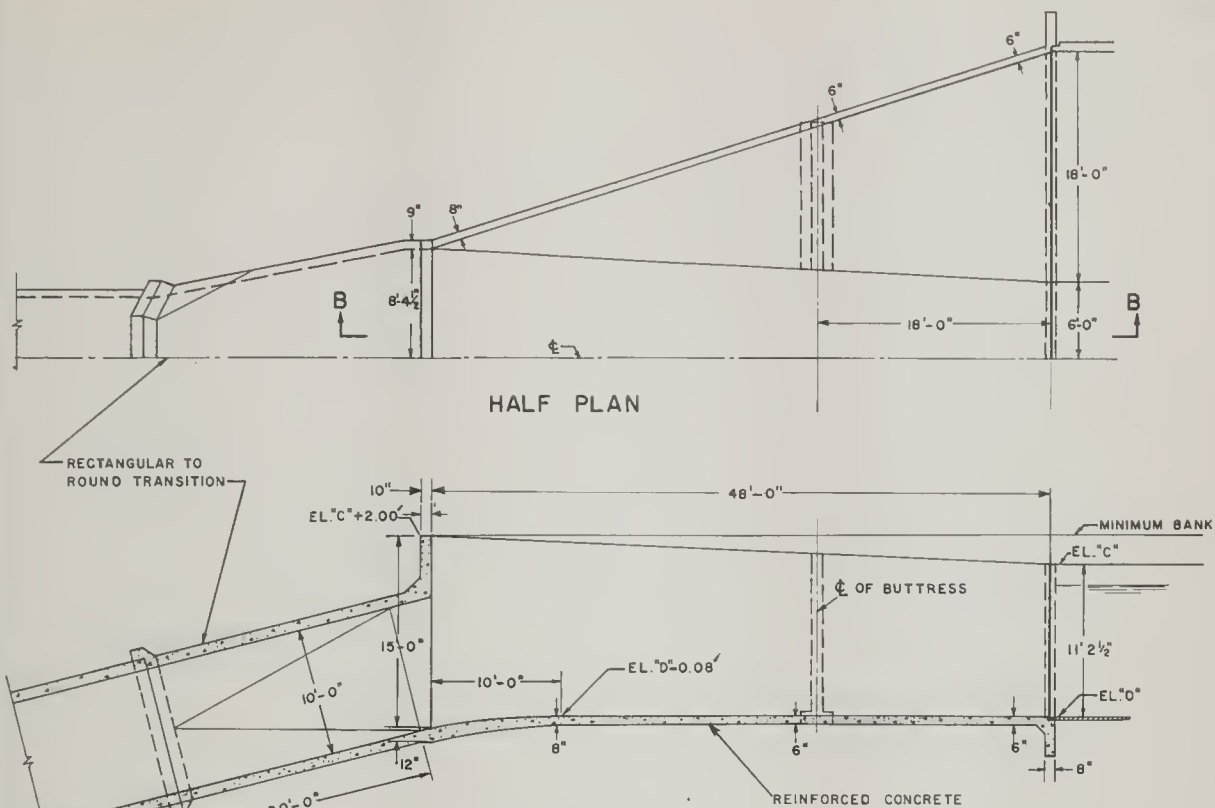 6"
6"
18'-0"
9"
8"
8'-4½"
B
B
18'-0"
6'-0"
℄
HALF PLAN
RECTANGULAR TO
ROUND TRANSITION
10"
48'-0"
EL."C"+2.00'
MINIMUM BANK
EL."C"
℄ OF BUTTRESS
15'-0"
11'2½"
10'-0"
EL."D"-0.08'
EL."D"
10'-0"
8"
6"
6"
12"
8"
REINFORCED CONCRETE